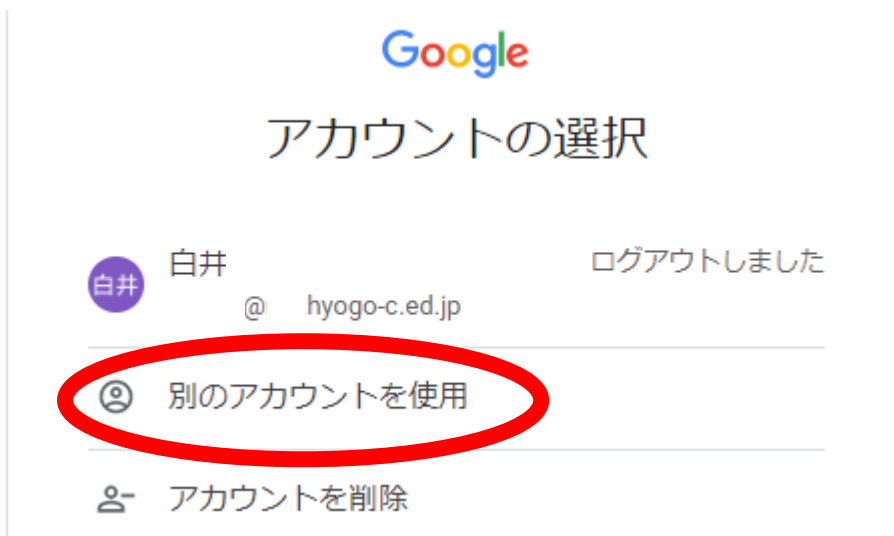 Google
アカウントの選択
白井
白井
ログアウトしました
@ hyogo-c.ed.jp
別のアカウントを使用
アカウントを削除